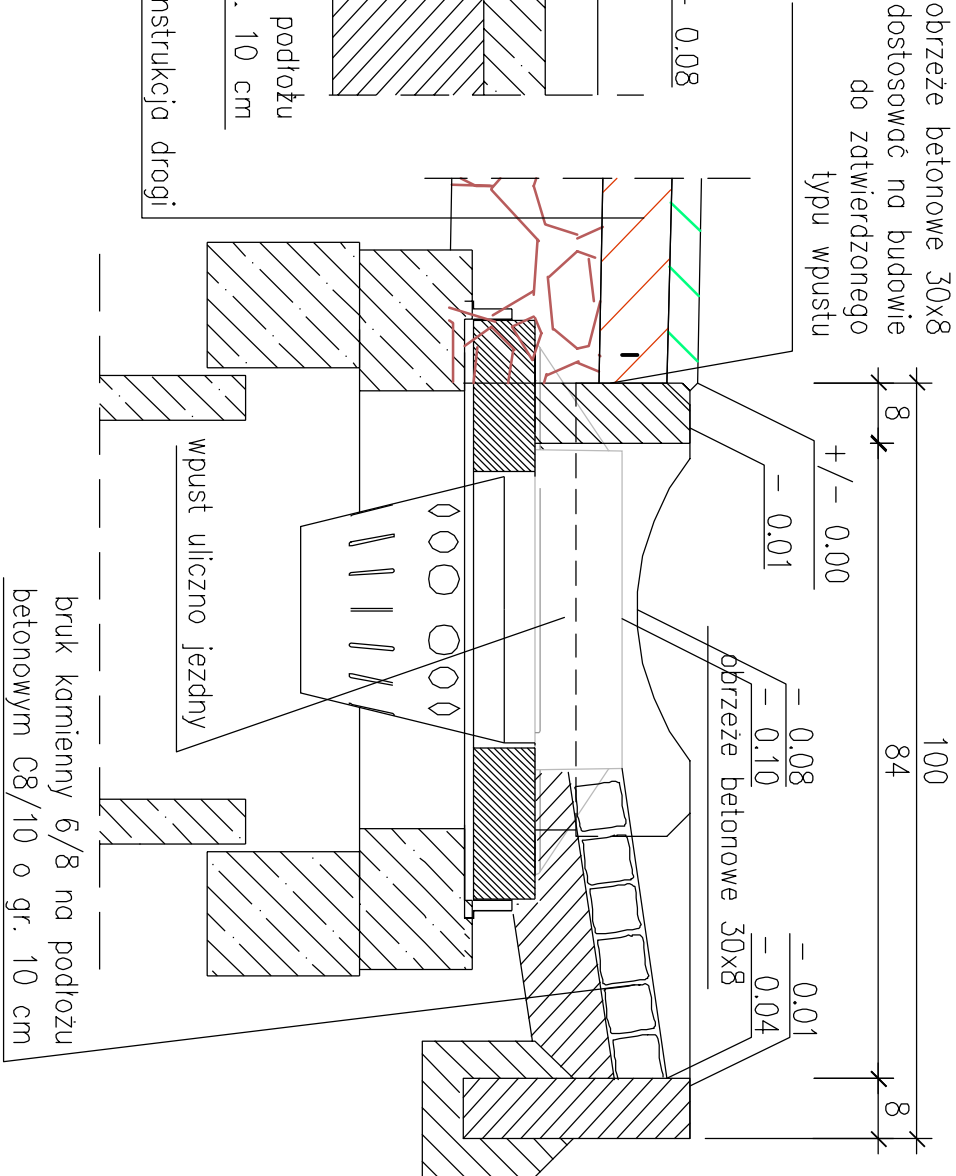 obrzeże betonowe 30x8
dostosować na budowie
do zatwierdzonego
typu wpustu
100
8
84
8
+/- 0.00
- 0.01
- 0.08
- 0.10
obrzeże betonowe 30x8
- 0.01
- 0.04
- 0.08
podłożu
. 10 cm
nstrukcja drogi
wpust uliczno jezdny
bruk kamienny 6/8 na podłożu
betonowym C8/10 o gr. 10 cm